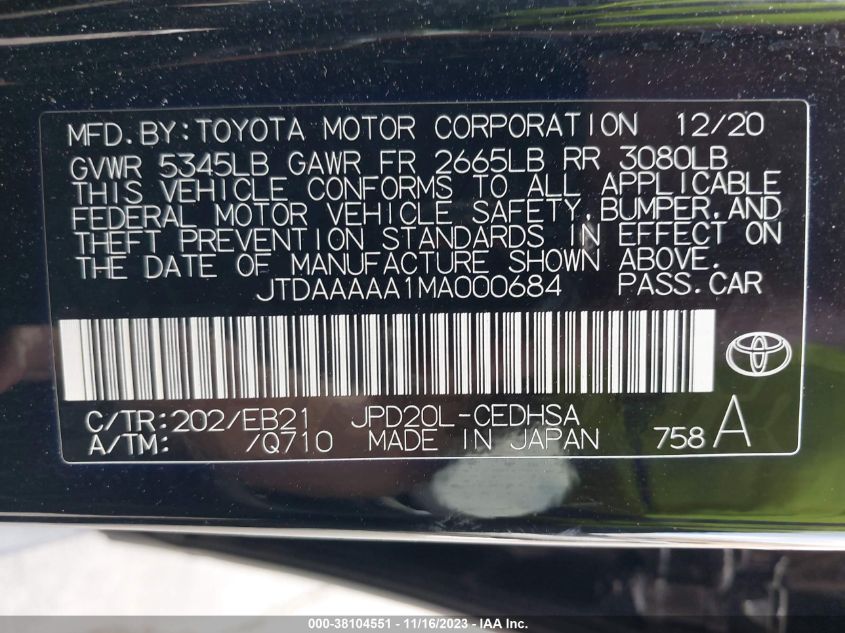 MFD. BY: TOYOTA MOTOR CORPORATION 12/20
GVWR 5345LB GAWR FR 2665LB RR 3080LB
THIS VEHICLE CONFORMS TO ALL APPLICABLE
FEDERAL MOTOR VEHICLE SAFETY, BUMPER, AND
THEFT PREVENTION STANDARDS IN EFFECT ON
THE DATE OF MANUFACTURE SHOWN ABOVE.
JTDAAAAA1MA000684 PASS. CAR
C/TR: 202/EB21 JPD20L-CEDHSA
A/TM: /Q710 MADE IN JAPAN 758 A
000-38104551 - 11/16/2023 - IAA Inc.